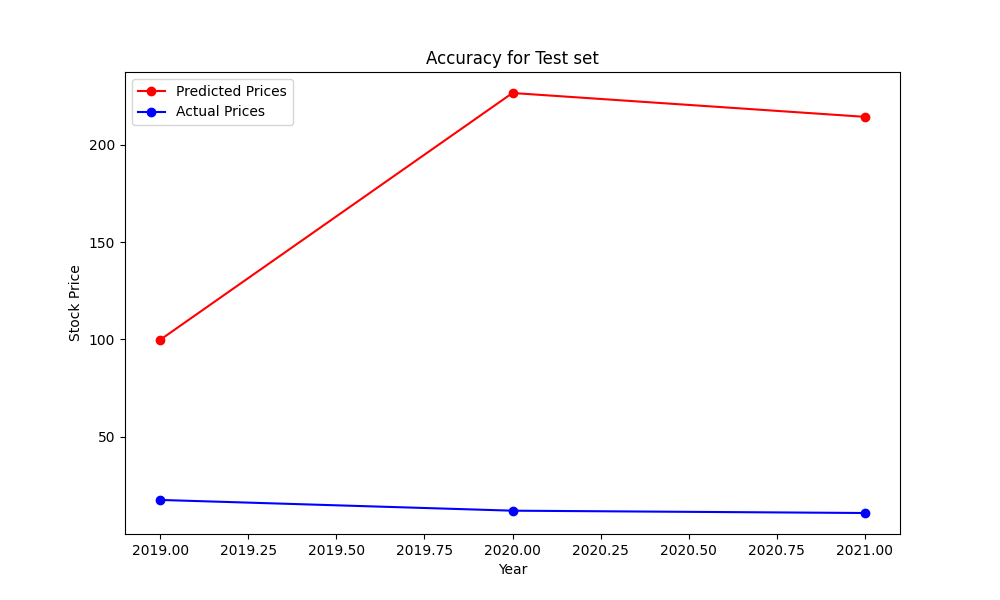 Accuracy for Test set
Predicted Prices
Actual Prices
200
150
100
50
Stock Price
2019.00 2019.25 2019.50 2019.75 2020.00 2020.25 2020.50 2020.75 2021.00
Year